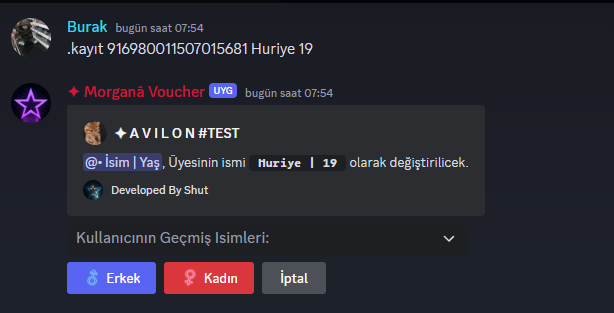 Burak bugün saat 07:54
.kayıt 916980011507015681 Huriye 19
✦ Morgană Voucher UYG bugün saat 07:54
✦ A V I L O N #TEST
@• İsim | Yaş, Üyesinin ismi Huriye | 19 olarak değiştirilicek.
Developed By Shut
Kullanıcının Geçmiş Isimleri:
Erkek Kadın İptal